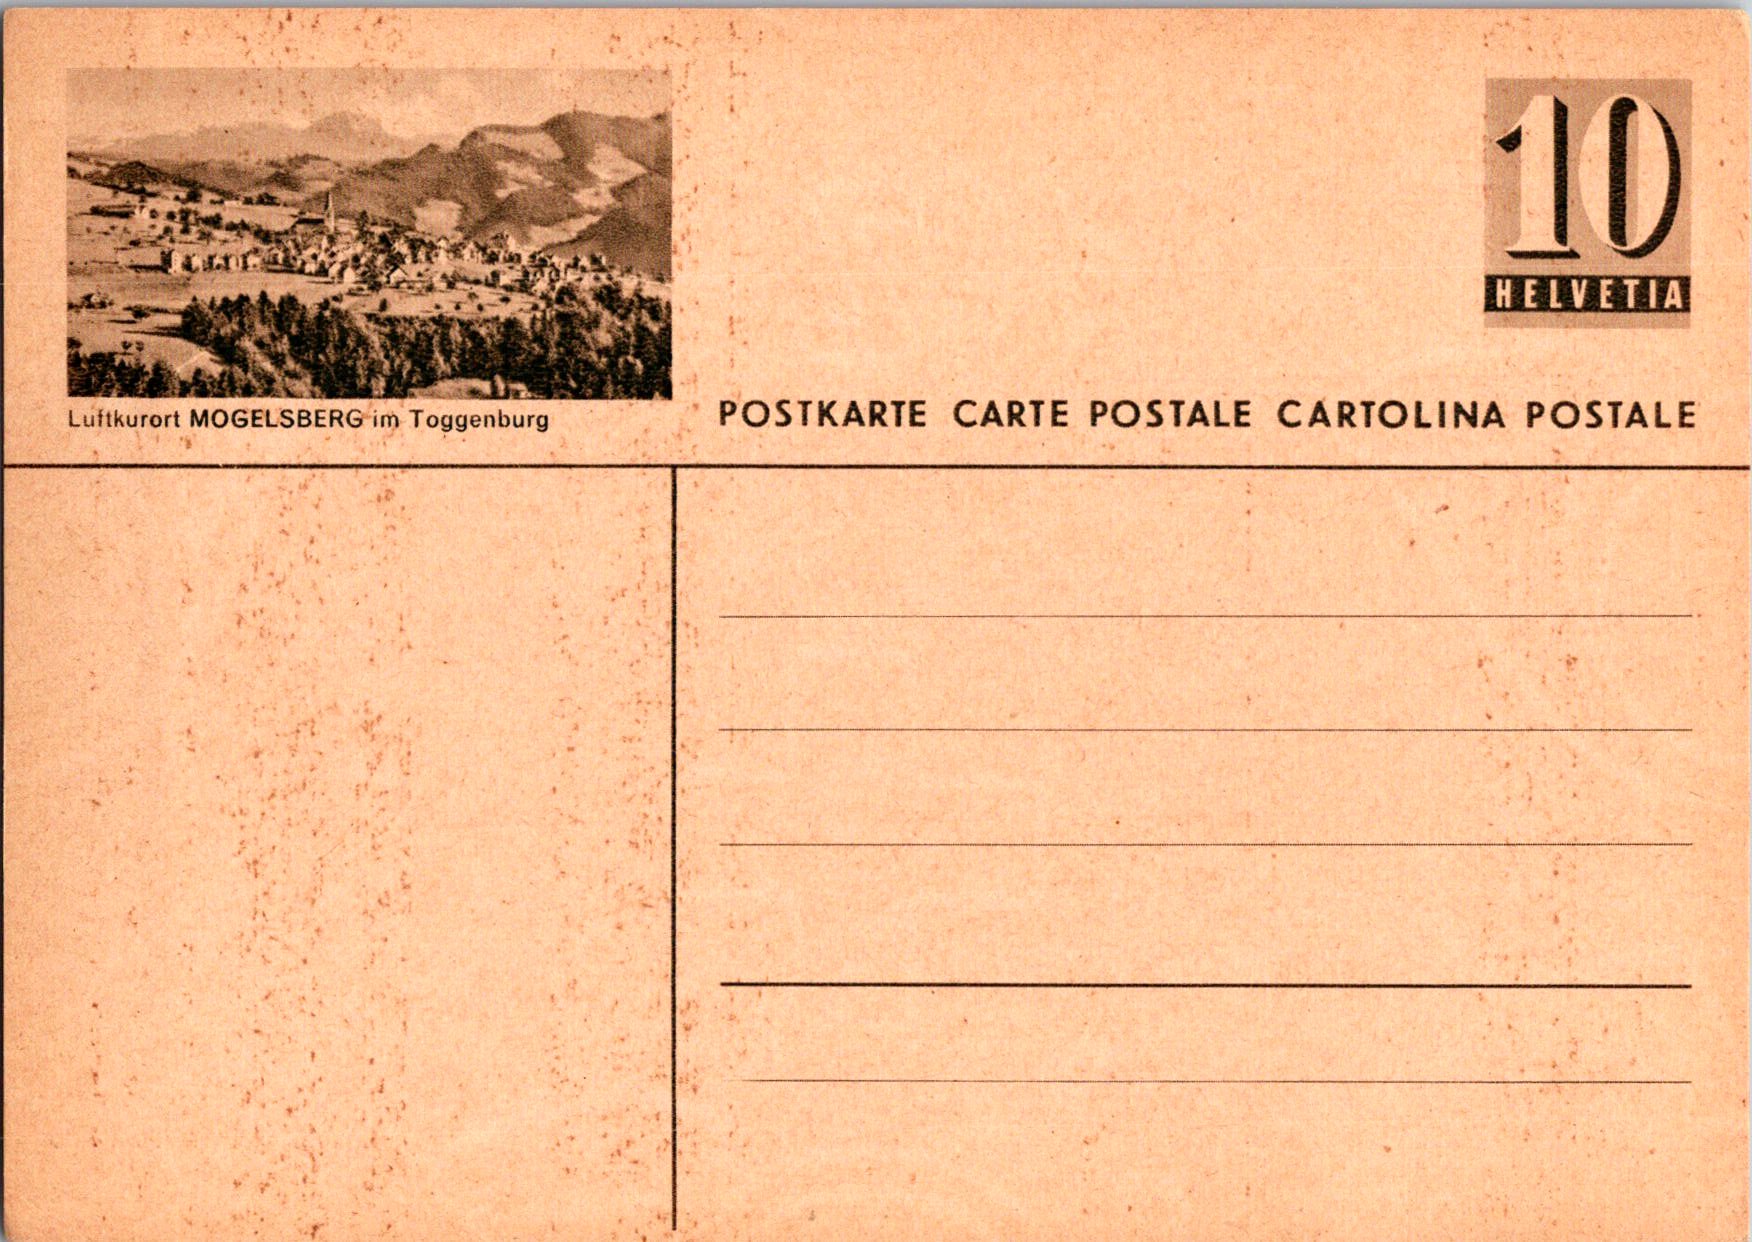 10
HELVETIA
Luftkurort MOGELSBERG im Toggenburg
POSTKARTE CARTE POSTALE CARTOLINA POSTALE